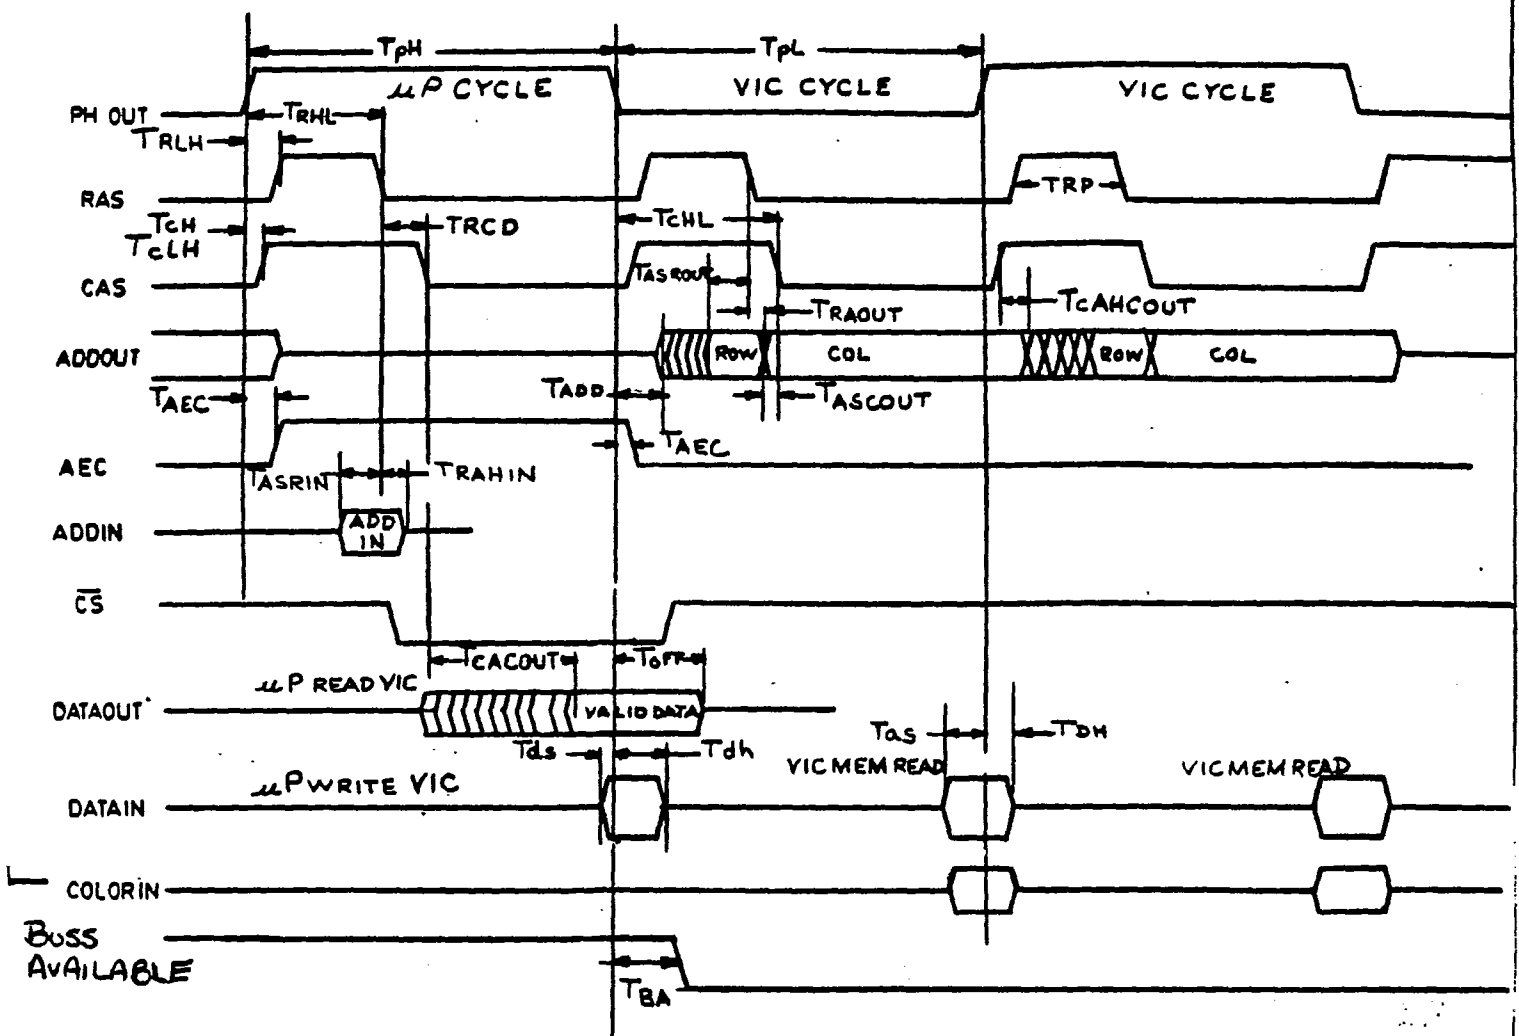 TpH
TpL
µP CYCLE
VIC CYCLE
VIC CYCLE
PH OUT
TRHL
TRLH
RAS
TRP
TcH
TcLH
TRCD
TcHL
CAS
TASROUT
TRAOUT
TCAHCOUT
ADDOUT
ROW
COL
ROW
COL
TAEC
TADD
TASCOUT
AEC
TAEC
TASRIN
TRAHIN
ADDIN
ADD
IN
CS
TCACOUT
TOFF
µP READ VIC
DATAOUT
VALID DATA
Tds
Tdh
Tas
TDH
VIC MEM READ
VIC MEM READ
µP WRITE VIC
DATAIN
COLORIN
BUSS
AVAILABLE
TBA